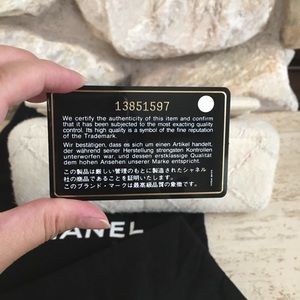 13851597
We certify the authenticity of this item and confirm
that it has been subjected to the most exacting quality
control. Its high quality is a symbol of the fine reputation
of the Trademark.
Wir bestätigen, dass es sich um einen Artikel handelt,
der während seiner Herstellung strengsten Kontrollen
unterworfen war, und dessen erstklassige Qualität
dem hohen Ansehen unserer Marke entspricht.
この製品は厳しい管理のもとに製造されたシャネル
社の商品であることを証明いたします。
このブランド・マークは最高級品の象徴です。
HANEL